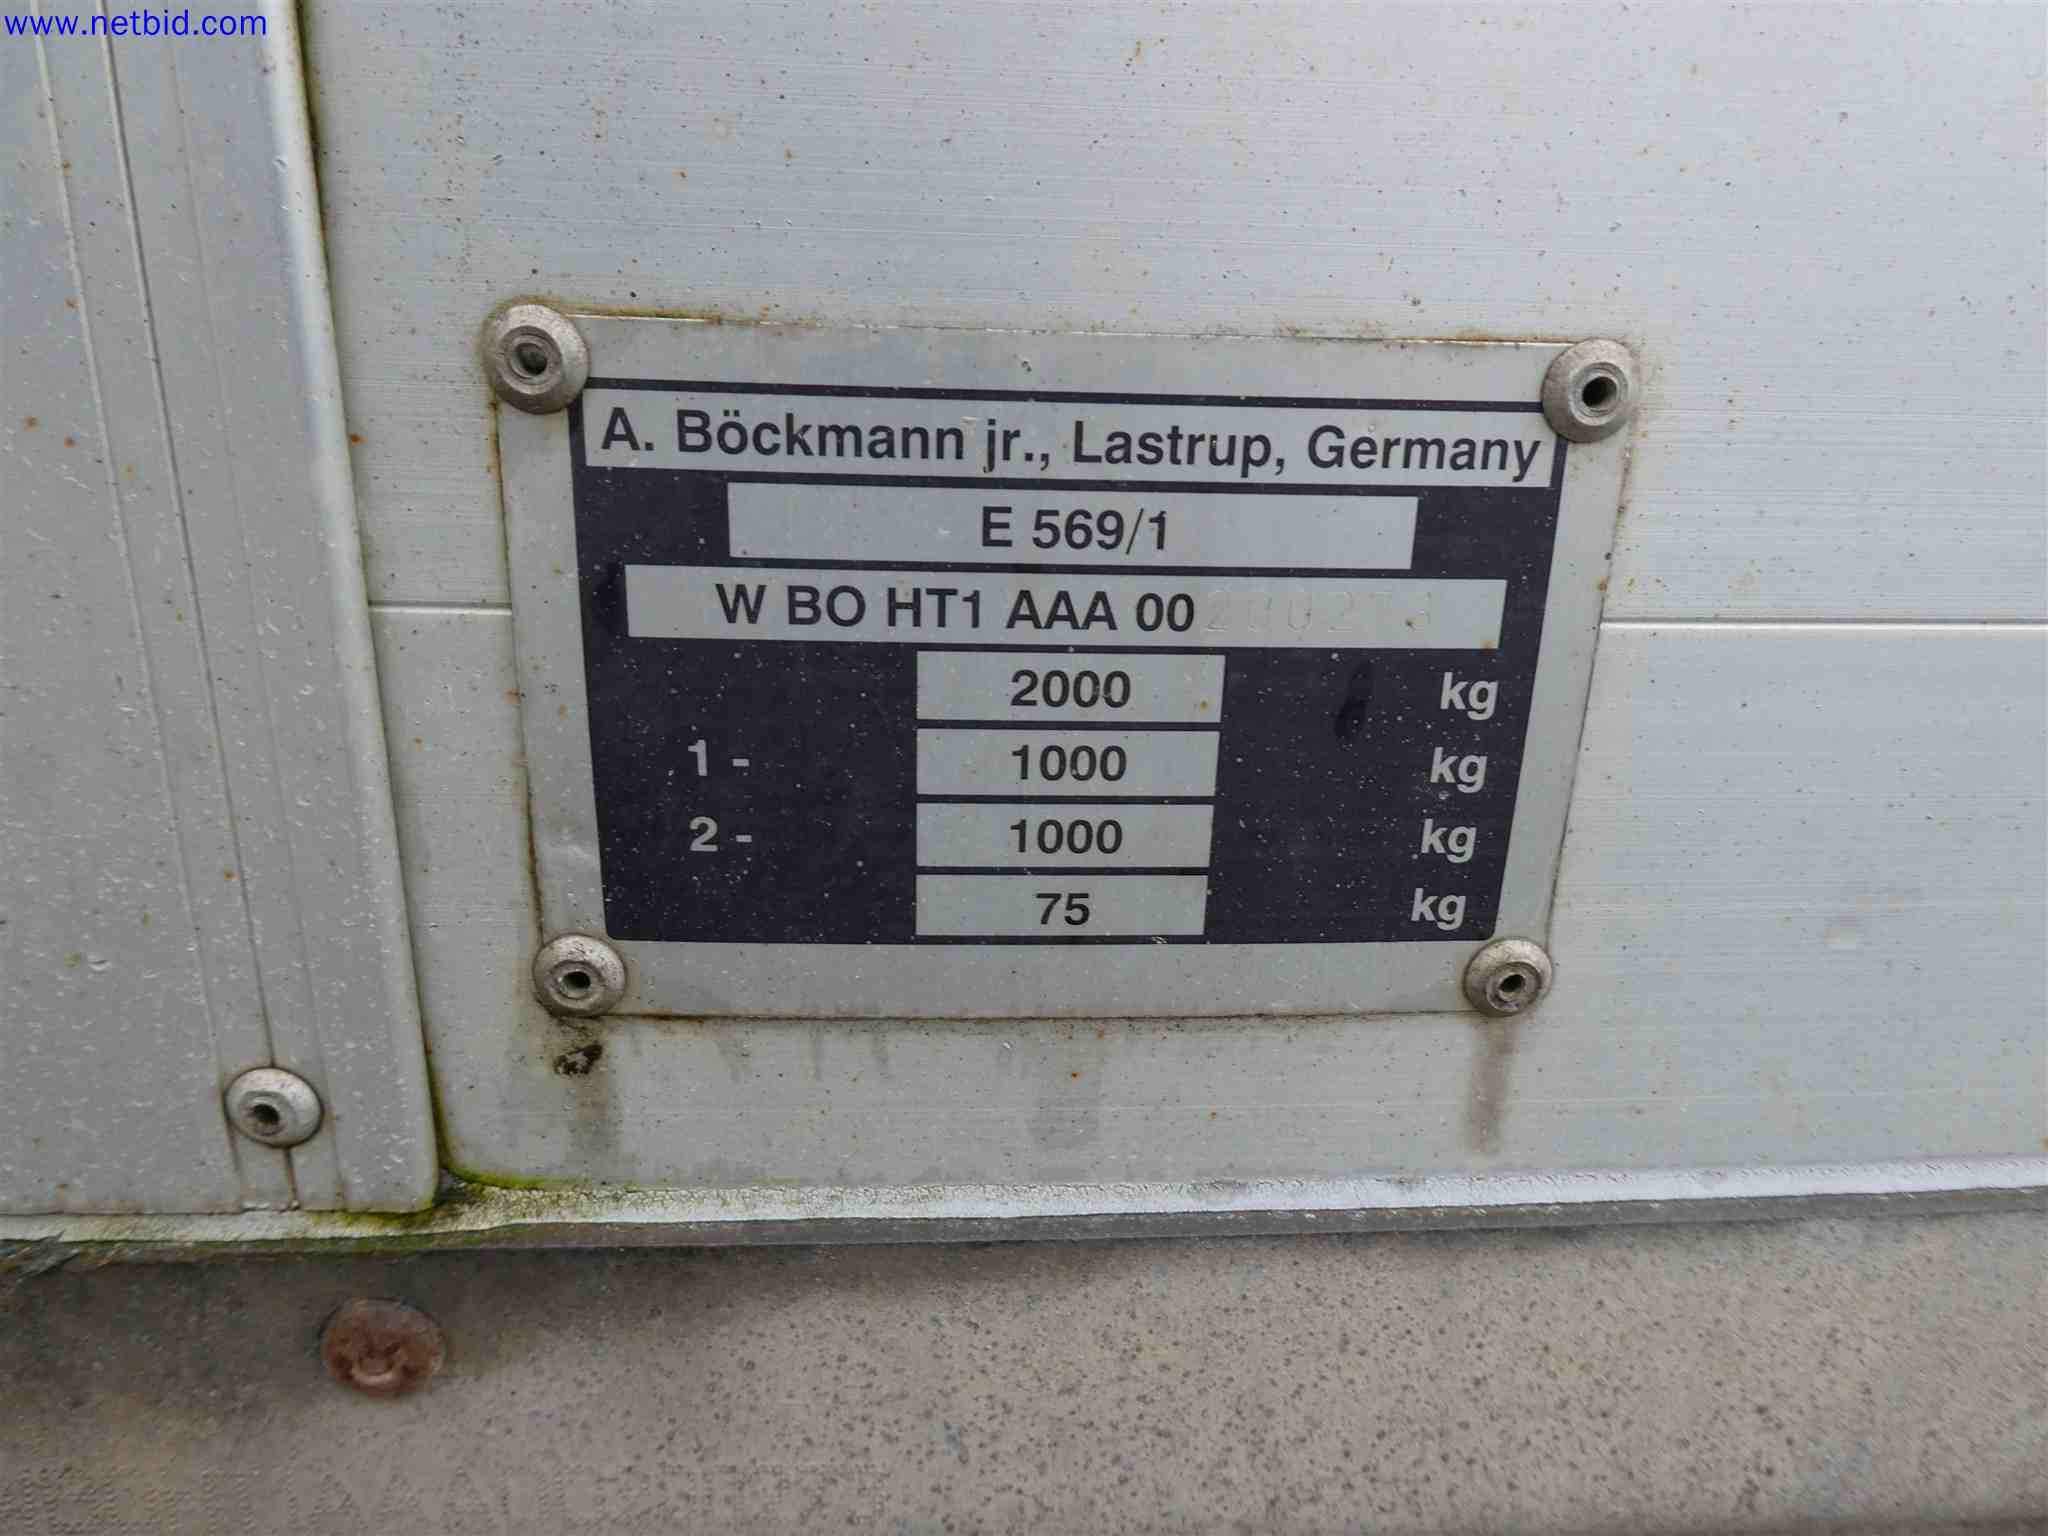 www.netbid.com
A. Böckmann jr., Lastrup, Germany
E 569/1
W BO HT1 AAA 00
2000 kg
1 - 1000 kg
2 - 1000 kg
75 kg